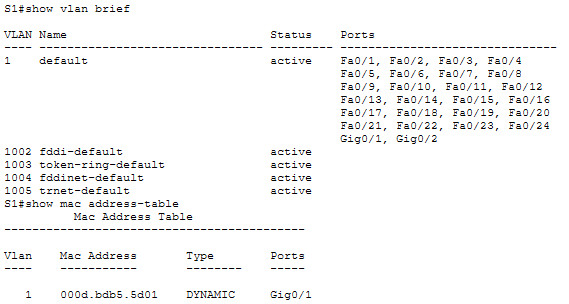 S1#show vlan brief
VLAN Name                             Status    Ports
---- -------------------------------- --------- -------------------------------
1    default                          active    Fa0/1, Fa0/2, Fa0/3, Fa0/4
                                                Fa0/5, Fa0/6, Fa0/7, Fa0/8
                                                Fa0/9, Fa0/10, Fa0/11, Fa0/12
                                                Fa0/13, Fa0/14, Fa0/15, Fa0/16
                                                Fa0/17, Fa0/18, Fa0/19, Fa0/20
                                                Fa0/21, Fa0/22, Fa0/23, Fa0/24
                                                Gig0/1, Gig0/2
1002 fddi-default                     active
1003 token-ring-default               active
1004 fddinet-default                  active
1005 trnet-default                    active
S1#show mac address-table
          Mac Address Table
-------------------------------------------
Vlan    Mac Address       Type        Ports
----    -----------       --------    -----
   1    000d.bdb5.5d01    DYNAMIC     Gig0/1